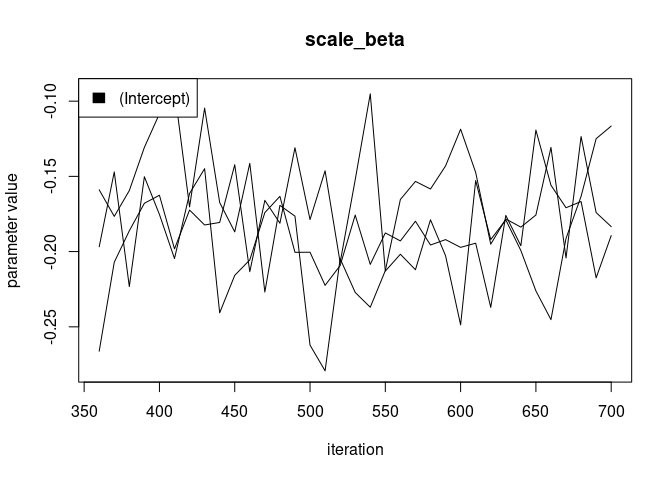 scale_beta
(Intercept)
parameter value
-0.10
-0.15
-0.20
-0.25
350 400 450 500 550 600 650 700
iteration